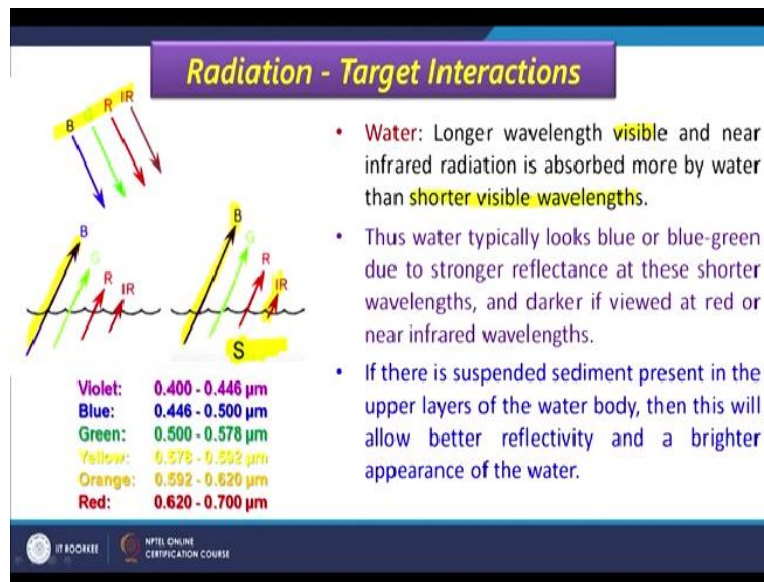 Radiation - Target Interactions
B G R IR
B
G
R
IR
B
G
R
IR
S
Violet: 0.400 - 0.446 µm
Blue: 0.446 - 0.500 µm
Green: 0.500 - 0.578 µm
Yellow: 0.578 - 0.592 µm
Orange: 0.592 - 0.620 µm
Red: 0.620 - 0.700 µm
• Water: Longer wavelength visible and near
infrared radiation is absorbed more by water
than shorter visible wavelengths.
• Thus water typically looks blue or blue-green
due to stronger reflectance at these shorter
wavelengths, and darker if viewed at red or
near infrared wavelengths.
• If there is suspended sediment present in the
upper layers of the water body, then this will
allow better reflectivity and a brighter
appearance of the water.
IIT ROORKEE
NPTEL ONLINE
CERTIFICATION COURSE